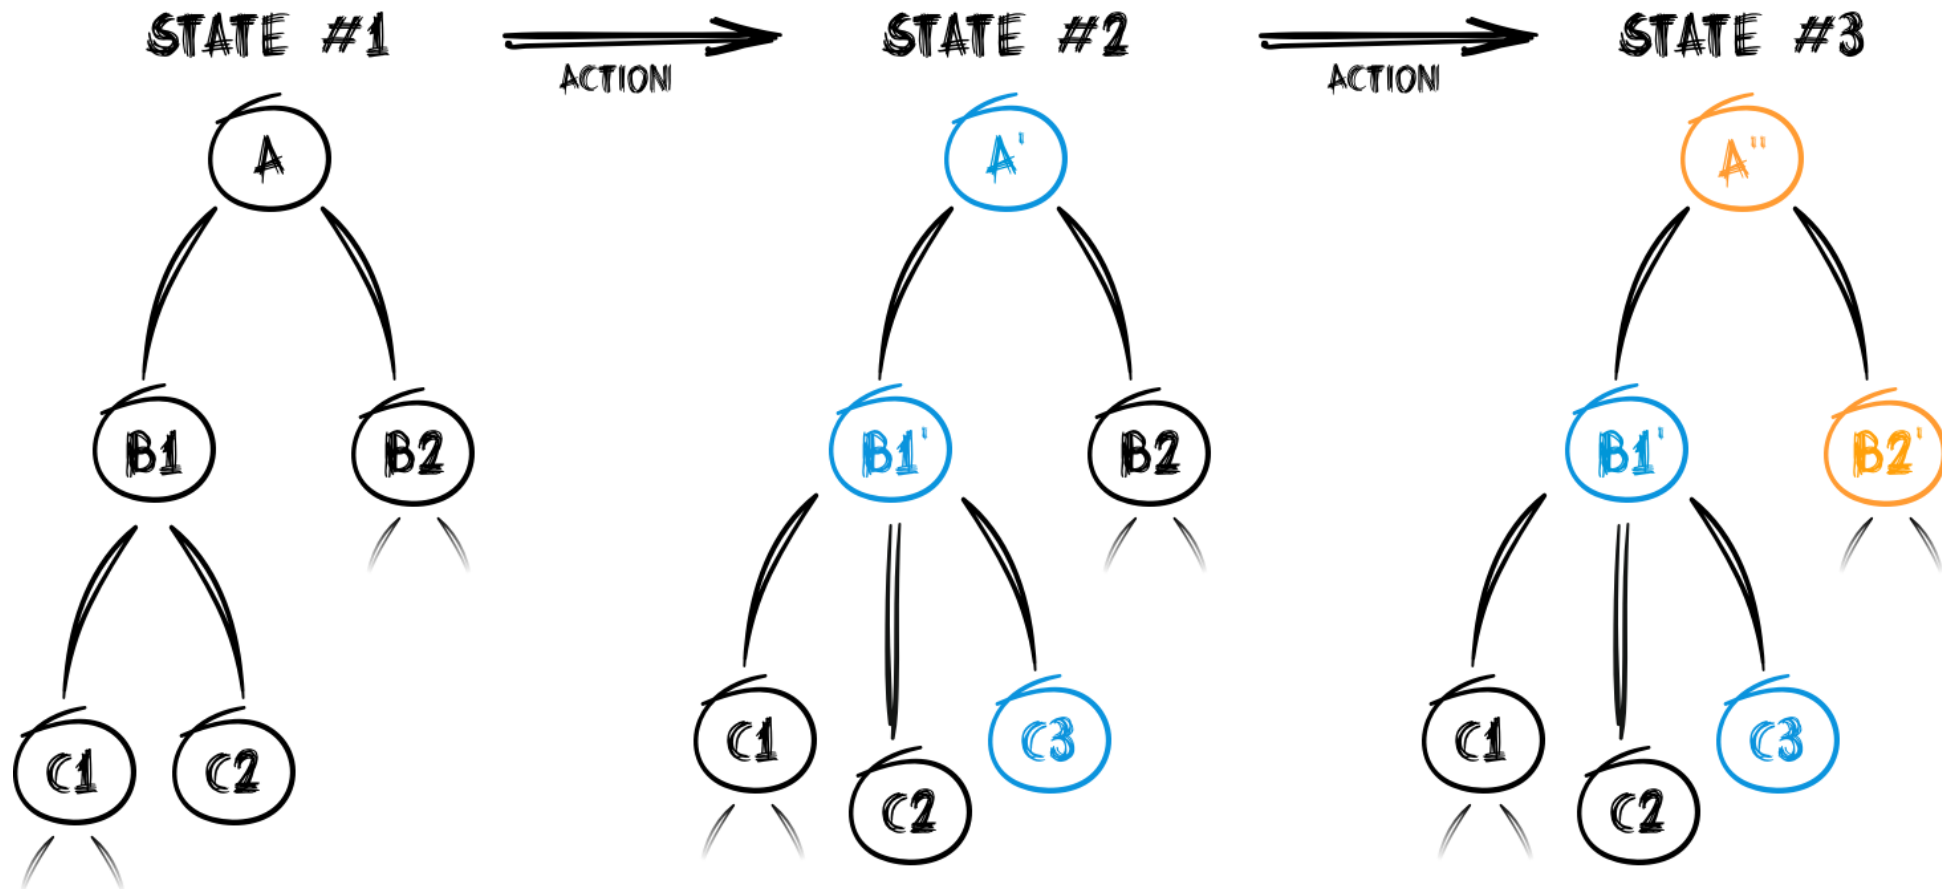 STATE #1 STATE #2 STATE #3
ACTION ACTION
A A' A''
B1 B2 B1' B2 B1' B2'
C1 C2 C1 C2 C3 C1 C2 C3